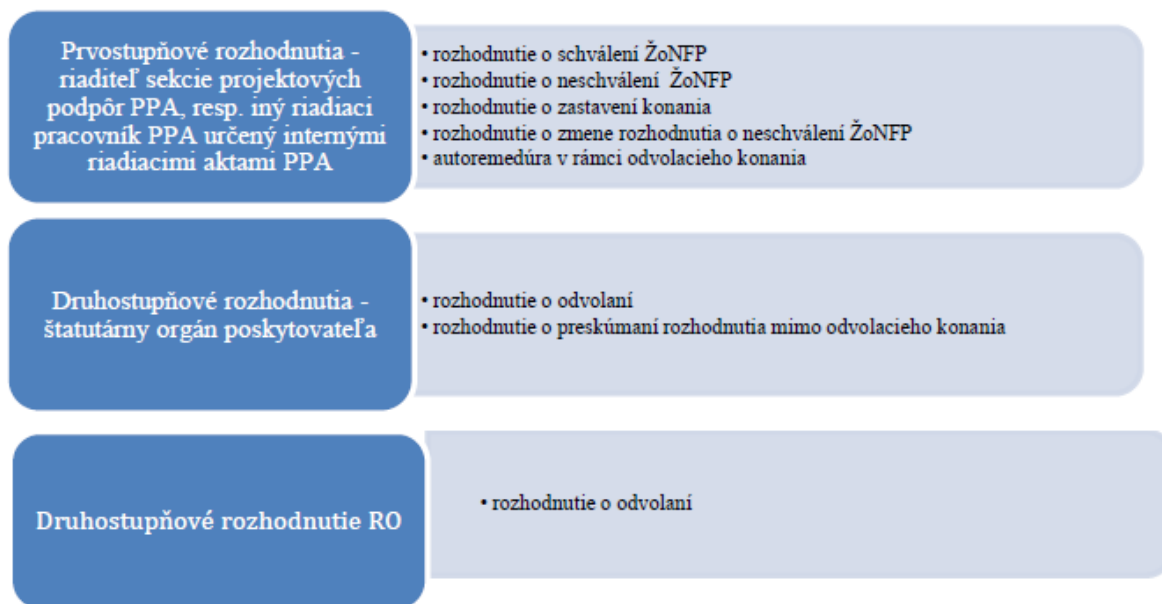 Prvostupňové rozhodnutia -
riaditeľ sekcie projektových
podpôr PPA, resp. iný riadiaci
pracovník PPA určený internými
riadiacimi aktami PPA
• rozhodnutie o schválení ŽoNFP
• rozhodnutie o neschválení ŽoNFP
• rozhodnutie o zastavení konania
• rozhodnutie o zmene rozhodnutia o neschválení ŽoNFP
• autoremedúra v rámci odvolacieho konania
Druhostupňové rozhodnutia -
štatutárny orgán poskytovateľa
• rozhodnutie o odvolaní
• rozhodnutie o preskúmaní rozhodnutia mimo odvolacieho konania
Druhostupňové rozhodnutie RO
• rozhodnutie o odvolaní